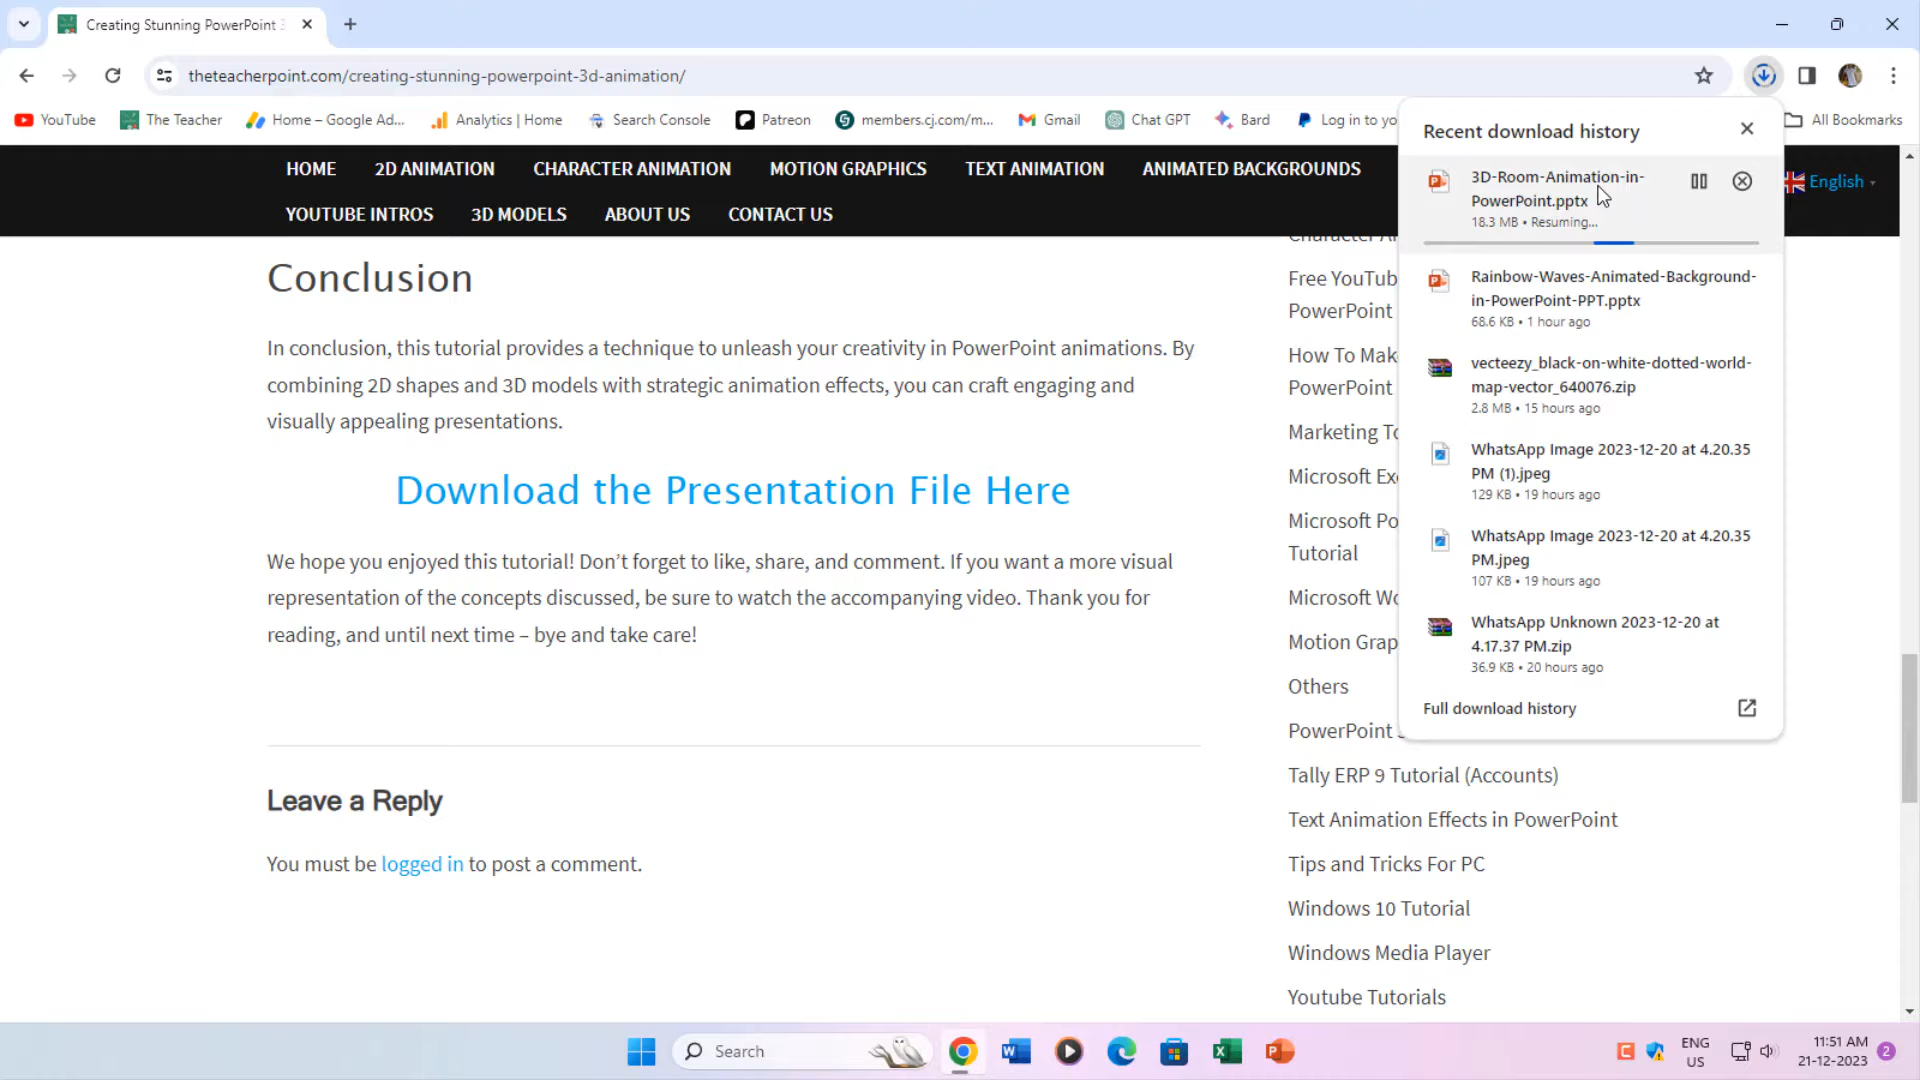 Creating Stunning PowerPoint 3
theteacherpoint.com/creating-stunning-powerpoint-3d-animation/
YouTube
The Teacher
Home – Google Ad...
Analytics | Home
Search Console
Patreon
members.cj.com/m...
Gmail
Chat GPT
Bard
Log in to yo
All Bookmarks
HOME
2D ANIMATION
CHARACTER ANIMATION
MOTION GRAPHICS
TEXT ANIMATION
ANIMATED BACKGROUNDS
YOUTUBE INTROS
3D MODELS
ABOUT US
CONTACT US
English
Conclusion
In conclusion, this tutorial provides a technique to unleash your creativity in PowerPoint animations. By
combining 2D shapes and 3D models with strategic animation effects, you can craft engaging and
visually appealing presentations.
Download the Presentation File Here
We hope you enjoyed this tutorial! Don’t forget to like, share, and comment. If you want a more visual
representation of the concepts discussed, be sure to watch the accompanying video. Thank you for
reading, and until next time – bye and take care!
Leave a Reply
You must be logged in to post a comment.
Character A
Free YouTub
PowerPoint
How To Mak
PowerPoint
Marketing To
Microsoft Exc
Microsoft Po
Tutorial
Microsoft Wo
Motion Grap
Others
PowerPoint
Tally ERP 9 Tutorial (Accounts)
Text Animation Effects in PowerPoint
Tips and Tricks For PC
Windows 10 Tutorial
Windows Media Player
Youtube Tutorials
Recent download history
3D-Room-Animation-in-
PowerPoint.pptx
18.3 MB • Resuming...
Rainbow-Waves-Animated-Background-
in-PowerPoint-PPT.pptx
68.6 KB • 1 hour ago
vecteezy_black-on-white-dotted-world-
map-vector_640076.zip
2.8 MB • 15 hours ago
WhatsApp Image 2023-12-20 at 4.20.35
PM (1).jpeg
129 KB • 19 hours ago
WhatsApp Image 2023-12-20 at 4.20.35
PM.jpeg
107 KB • 19 hours ago
WhatsApp Unknown 2023-12-20 at
4.17.37 PM.zip
36.9 KB • 20 hours ago
Full download history
Search
ENG
US
11:51 AM
21-12-2023
2